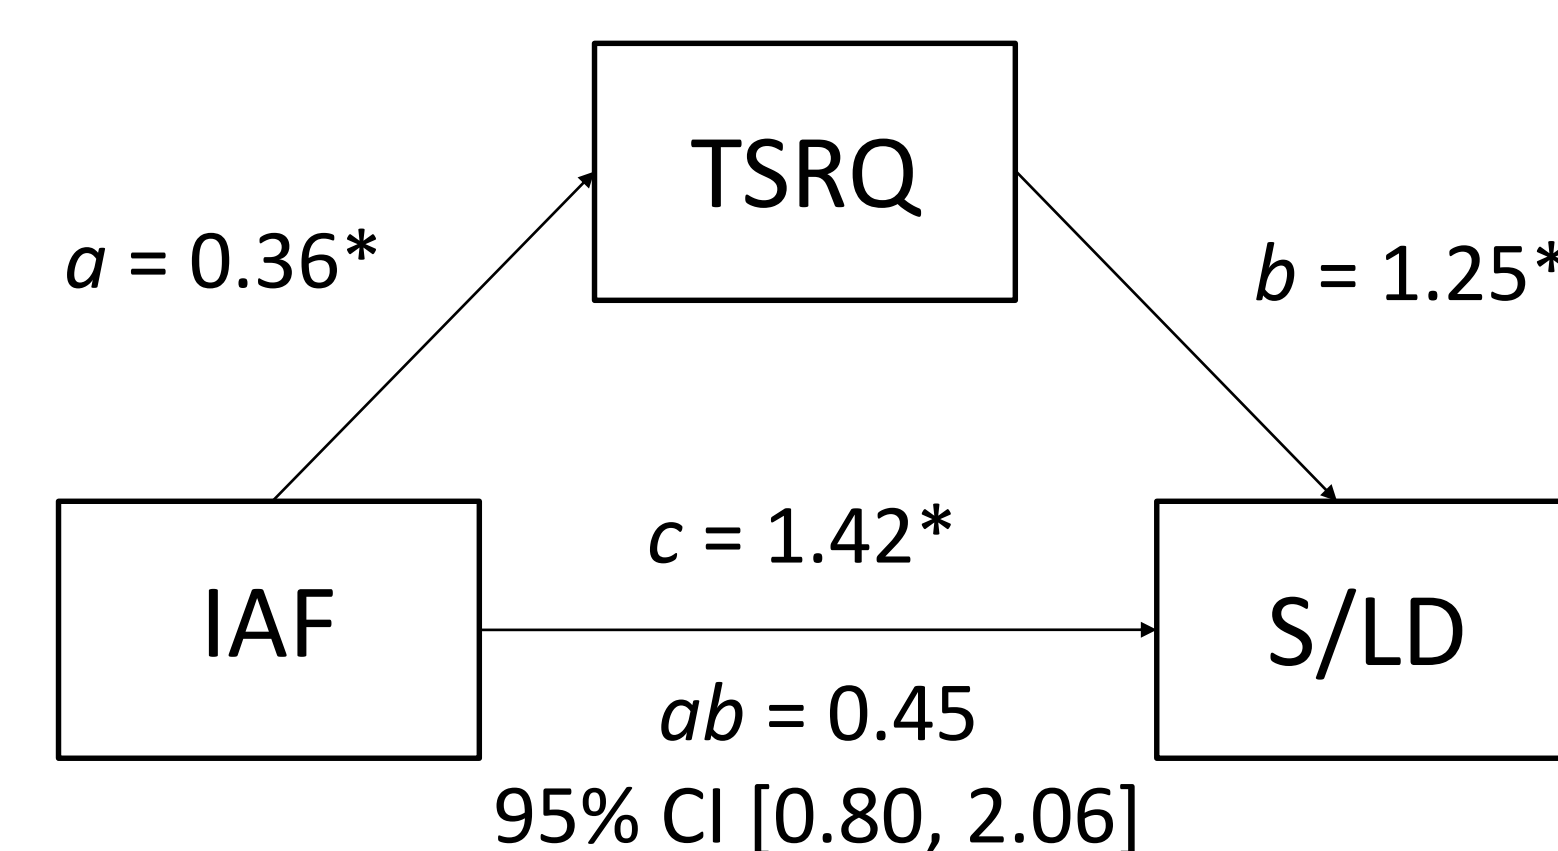 TSRQ
a = 0.36*
b = 1.25*
c = 1.42*
IAF
S/LD
ab = 0.45
95% CI [0.80, 2.06]